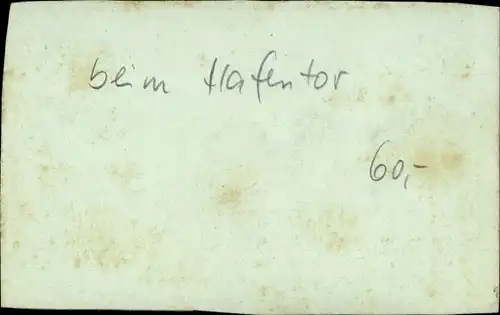 beim Hafentor
60,-